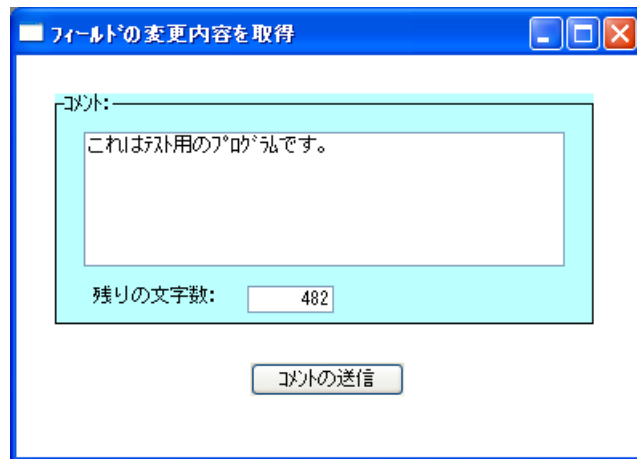 ﾌｨｰﾙﾄﾞの変更内容を取得
ｺﾒﾝﾄ:
これはﾃｽﾄ用のﾌﾟﾛｸﾞﾗﾑです。
残りの文字数:
482
ｺﾒﾝﾄの送信